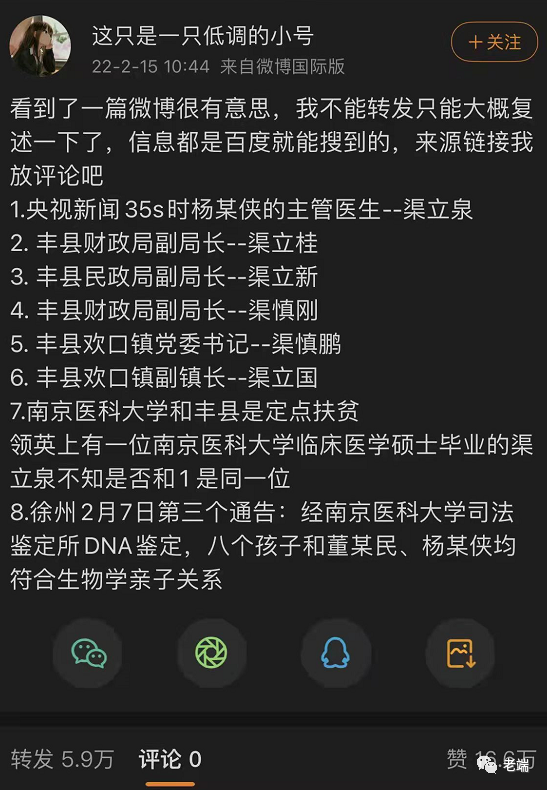 这只是一只低调的小号
+关注
22-2-15 10:44 来自微博国际版
看到了一篇微博很有意思，我不能转发只能大概复
述一下了，信息都是百度就能搜到的，来源链接我
放评论吧
1.央视新闻35s时杨某侠的主管医生--渠立泉
2. 丰县财政局副局长--渠立桂
3. 丰县民政局副局长--渠立新
4. 丰县财政局副局长--渠慎刚
5. 丰县欢口镇党委书记--渠慎鹏
6. 丰县欢口镇副镇长--渠立国
7.南京医科大学和丰县是定点扶贫
领英上有一位南京医科大学临床医学硕士毕业的渠
立泉不知是否和1是同一位
8.徐州2月7日第三个通告：经南京医科大学司法
鉴定所DNA鉴定，八个孩子和董某民、杨某侠均
符合生物学亲子关系
转发 5.9万 评论 0 赞 16.6万
老端